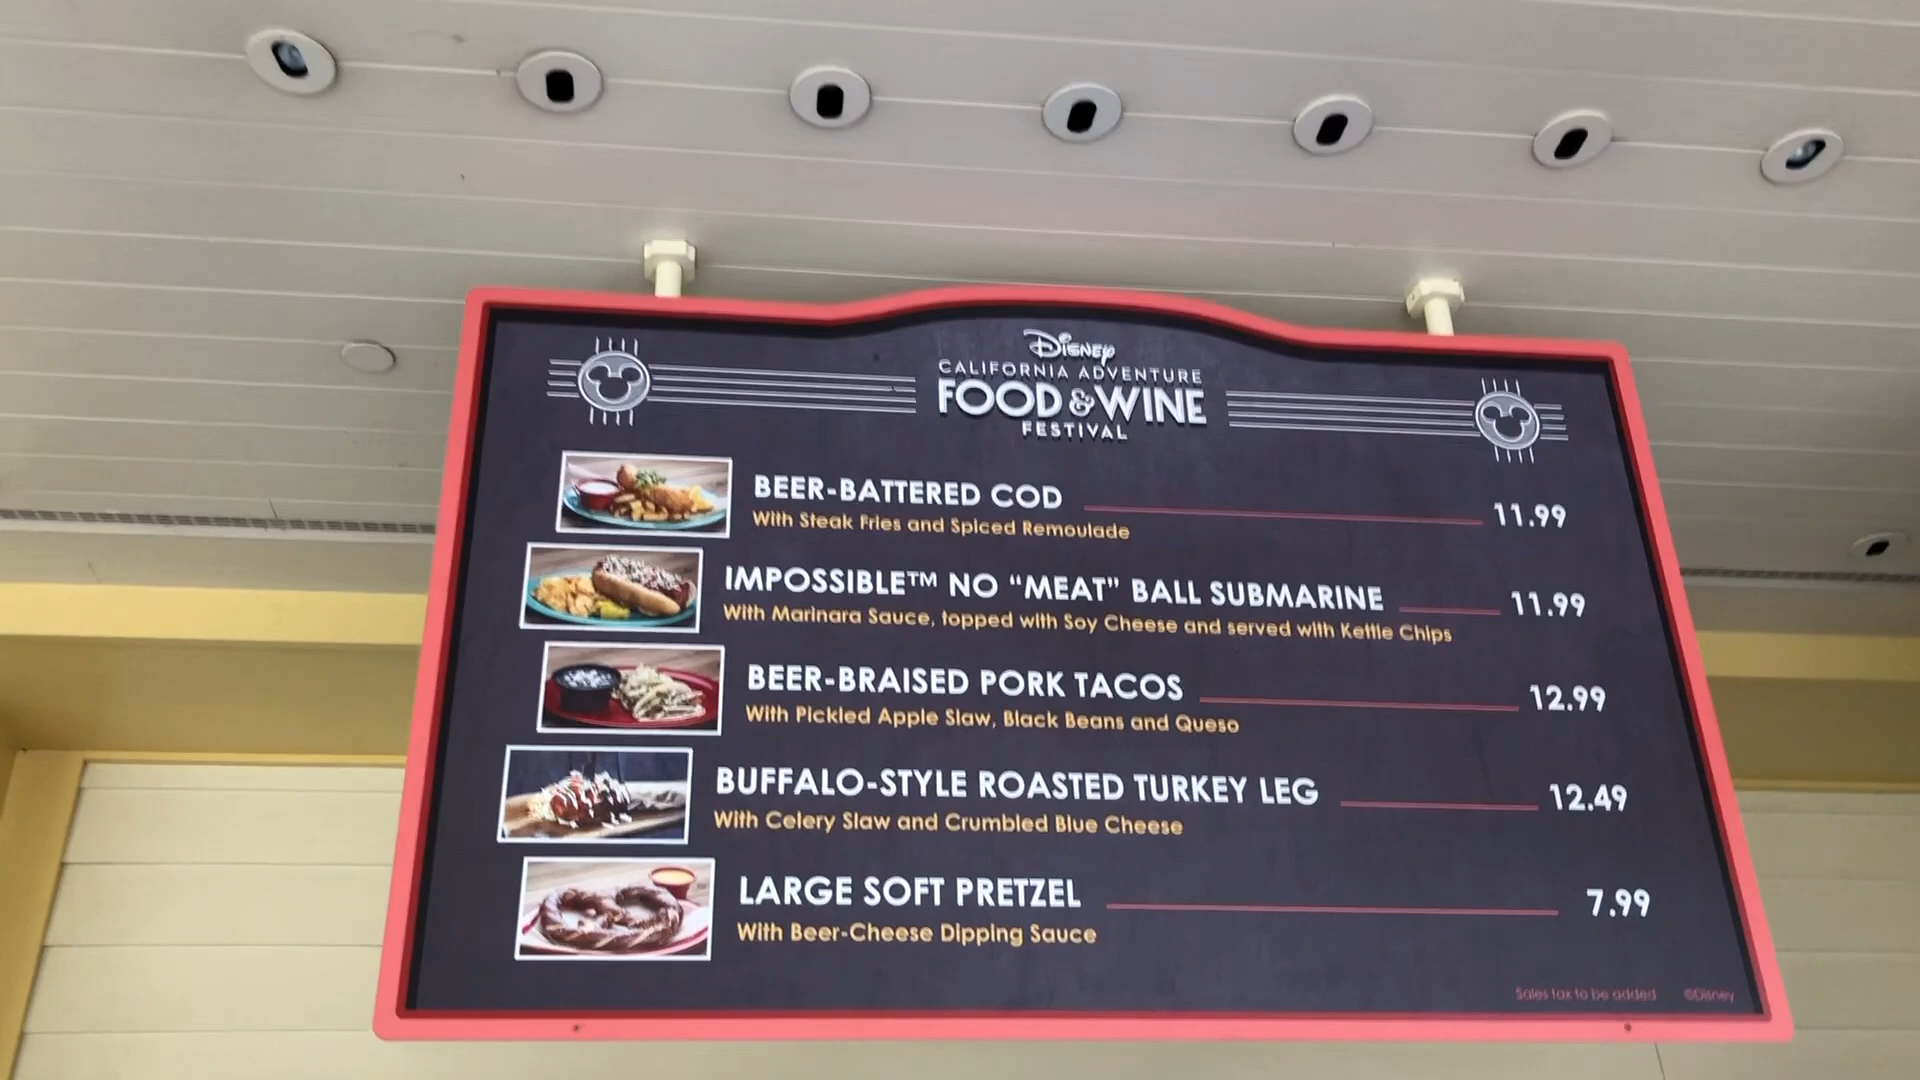 Disney
CALIFORNIA ADVENTURE
FOOD & WINE
FESTIVAL
BEER-BATTERED COD 11.99
With Steak Fries and Spiced Remoulade
IMPOSSIBLE™ NO “MEAT” BALL SUBMARINE 11.99
With Marinara Sauce, topped with Soy Cheese and served with Kettle Chips
BEER-BRAISED PORK TACOS 12.99
With Pickled Apple Slaw, Black Beans and Queso
BUFFALO-STYLE ROASTED TURKEY LEG 12.49
With Celery Slaw and Crumbled Blue Cheese
LARGE SOFT PRETZEL 7.99
With Beer-Cheese Dipping Sauce
Sales tax to be added ©Disney